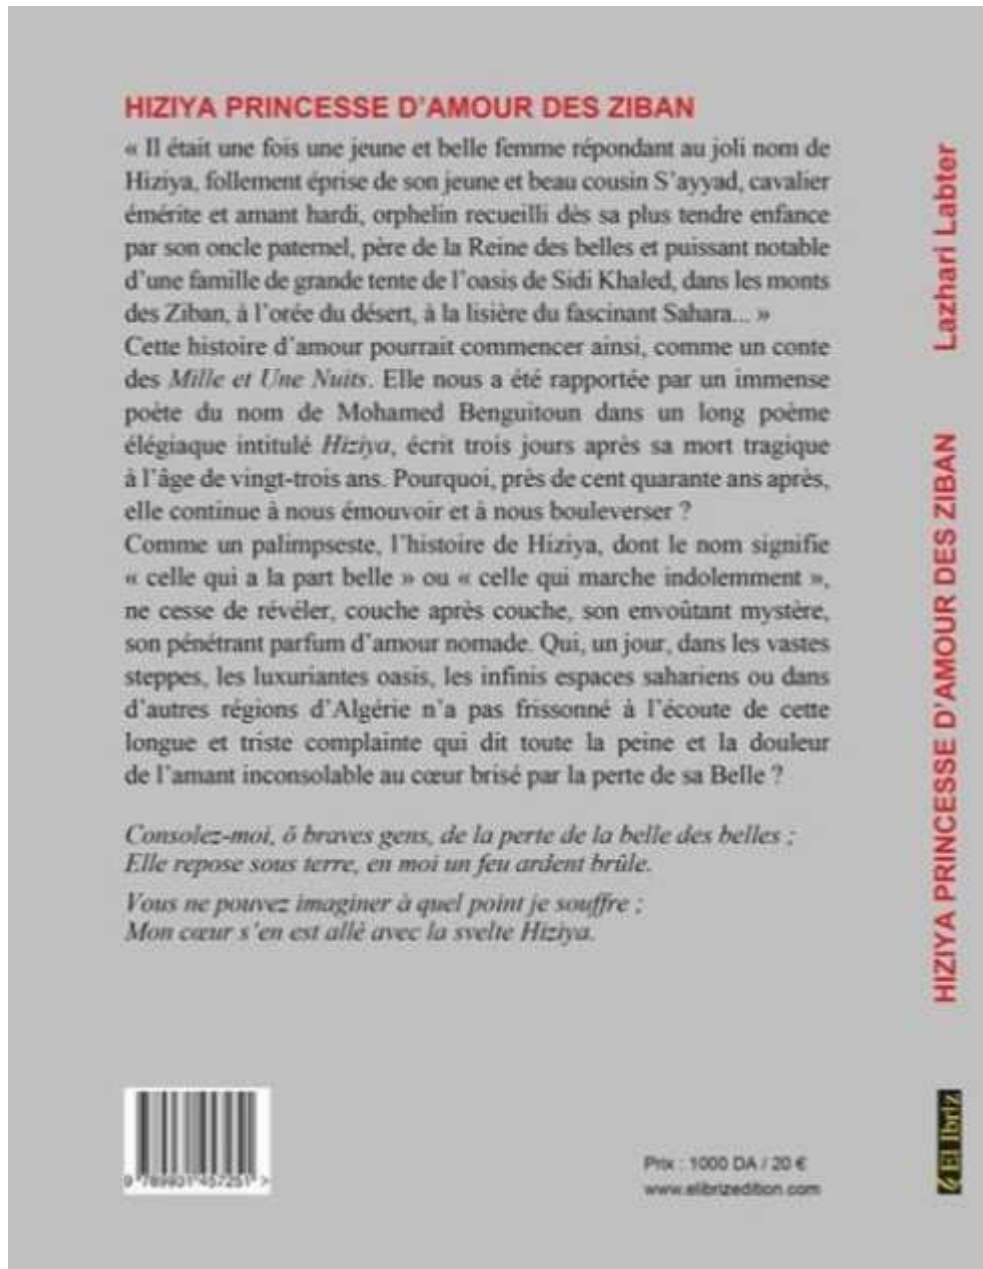 HIZIYA PRINCESSE D'AMOUR DES ZIBAN
« Il était une fois une jeune et belle femme répondant au joli nom de
Hiziya, follement éprise de son jeune et beau cousin S'ayyad, cavalier
émérite et amant hardi, orphelin recueilli dès sa plus tendre enfance
par son oncle paternel, père de la Reine des belles et puissant notable
d'une famille de grande tente de l'oasis de Sidi Khaled, dans les monts
des Ziban, à l'orée du désert, à la lisière du fascinant Sahara... »
Cette histoire d'amour pourrait commencer ainsi, comme un conte
des Mille et Une Nuits. Elle nous a été rapportée par un immense
poète du nom de Mohamed Benguitoun dans un long poème
élégiaque intitulé Hiziya, écrit trois jours après sa mort tragique
à l'âge de vingt-trois ans. Pourquoi, près de cent quarante ans après,
elle continue à nous émouvoir et à nous bouleverser ?
Comme un palimpseste, l'histoire de Hiziya, dont le nom signifie
« celle qui a la part belle » ou « celle qui marche indolemment »,
ne cesse de révéler, couche après couche, son envoûtant mystère,
son pénétrant parfum d'amour nomade. Qui, un jour, dans les vastes
steppes, les luxuriantes oasis, les infinis espaces sahariens ou dans
d'autres régions d'Algérie n'a pas frissonné à l'écoute de cette
longue et triste complainte qui dit toute la peine et la douleur
de l'amant inconsolable au cœur brisé par la perte de sa Belle ?
Consolez-moi, ô braves gens, de la perte de la belle des belles ;
Elle repose sous terre, en moi un feu ardent brûle.
Vous ne pouvez imaginer à quel point je souffre ;
Mon cœur s'en est allé avec la svelte Hiziya.
9 789931 457251 >
Prix : 1000 DA / 20 €
www.elibrizedition.com
Lazhari Labter
HIZIYA PRINCESSE D'AMOUR DES ZIBAN
El Ibriz